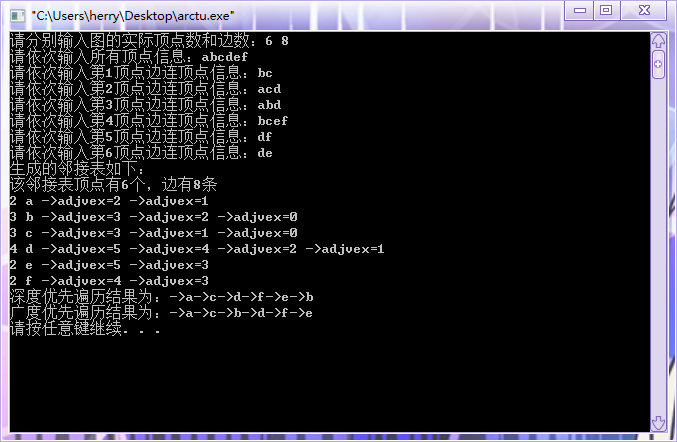 "C:\Users\herry\Desktop\arctu.exe"
请分别输入图的实际顶点数和边数：6 8
请依次输入所有顶点信息：abcdef
请依次输入第1顶点边连顶点信息：bc
请依次输入第2顶点边连顶点信息：acd
请依次输入第3顶点边连顶点信息：abd
请依次输入第4顶点边连顶点信息：bcef
请依次输入第5顶点边连顶点信息：df
请依次输入第6顶点边连顶点信息：de
生成的邻接表如下：
该邻接表顶点有6个，边有8条
2 a ->adjvex=2 ->adjvex=1
3 b ->adjvex=3 ->adjvex=2 ->adjvex=0
3 c ->adjvex=3 ->adjvex=1 ->adjvex=0
4 d ->adjvex=5 ->adjvex=4 ->adjvex=2 ->adjvex=1
2 e ->adjvex=5 ->adjvex=3
2 f ->adjvex=4 ->adjvex=3
深度优先遍历结果为：->a->c->d->f->e->b
广度优先遍历结果为：->a->c->b->d->f->e
请按任意键继续. . .